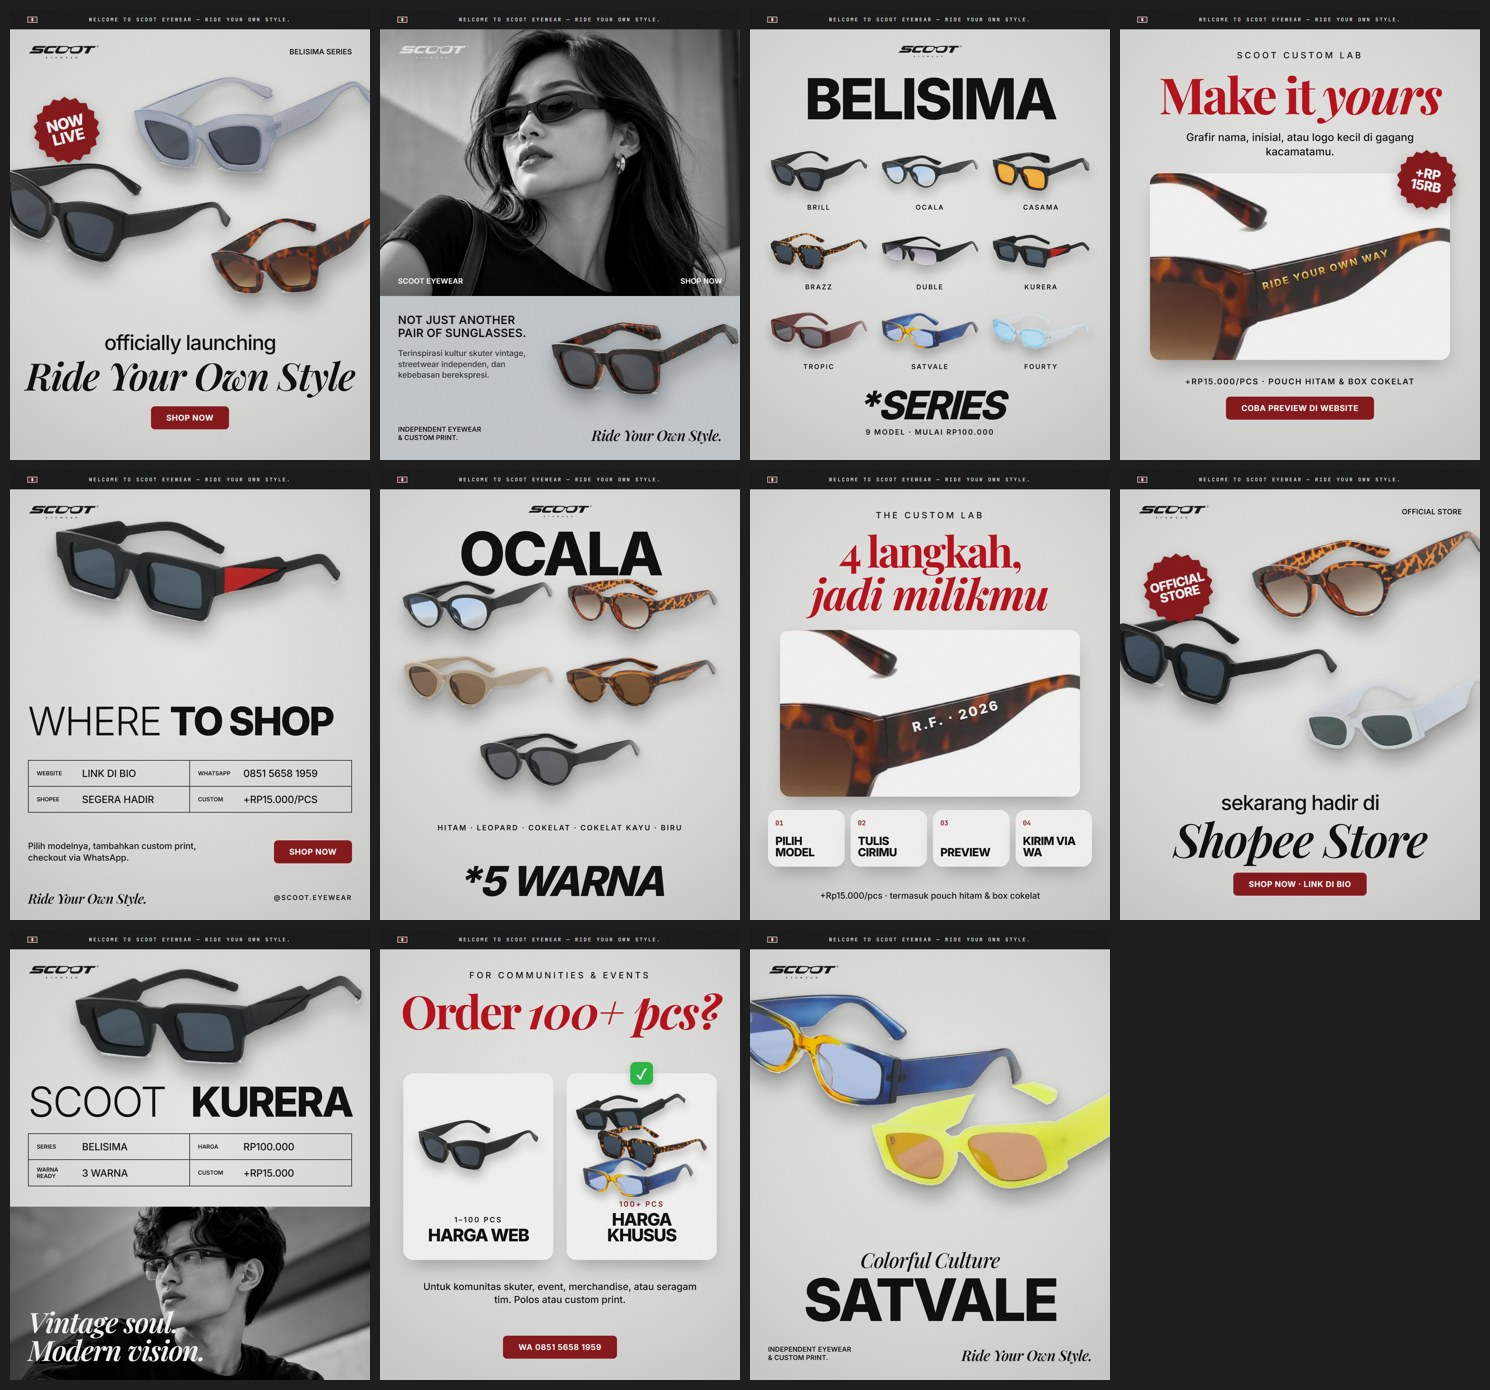 WELCOME TO SCOOT EYEWEAR — RIDE YOUR OWN STYLE.
SCOOT
EYEWEAR
BELISIMA SERIES
NOW
LIVE
officially launching
Ride Your Own Style
SHOP NOW
WELCOME TO SCOOT EYEWEAR — RIDE YOUR OWN STYLE.
SCOOT
SCOOT EYEWEAR
SHOP NOW
NOT JUST ANOTHER
PAIR OF SUNGLASSES.
Terinspirasi kultur skuter vintage,
streetwear independen, dan
kebebasan berekspresi.
INDEPENDENT EYEWEAR
& CUSTOM PRINT.
Ride Your Own Style.
WELCOME TO SCOOT EYEWEAR — RIDE YOUR OWN STYLE.
SCOOT
EYEWEAR
BELISIMA
BRILL
OCALA
CASAMA
BRAZZ
DUBLE
KURERA
TROPIC
SATVALE
FOURTY
*SERIES
9 MODEL · MULAI RP100.000
WELCOME TO SCOOT EYEWEAR — RIDE YOUR OWN STYLE.
SCOOT CUSTOM LAB
Make it yours
Grafir nama, inisial, atau logo kecil di gagang
kacamatamu.
+RP
15RB
RIDE YOUR OWN WAY
+RP15.000/PCS · POUCH HITAM & BOX COKELAT
COBA PREVIEW DI WEBSITE
WELCOME TO SCOOT EYEWEAR — RIDE YOUR OWN STYLE.
SCOOT
EYEWEAR
WHERE TO SHOP
WEBSITE LINK DI BIO
WHATSAPP 0851 5658 1959
SHOPEE SEGERA HADIR
CUSTOM +RP15.000/PCS
Pilih modelnya, tambahkan custom print,
checkout via WhatsApp.
SHOP NOW
Ride Your Own Style.
@SCOOT.EYEWEAR
WELCOME TO SCOOT EYEWEAR — RIDE YOUR OWN STYLE.
SCOOT
EYEWEAR
OCALA
HITAM · LEOPARD · COKELAT · COKELAT KAYU · BIRU
*5 WARNA
WELCOME TO SCOOT EYEWEAR — RIDE YOUR OWN STYLE.
THE CUSTOM LAB
4 langkah,
jadi milikmu
R.F. · 2026
01
PILIH
MODEL
02
TULIS
CIRIMU
03
PREVIEW
04
KIRIM VIA
WA
+Rp15.000/pcs · termasuk pouch hitam & box cokelat
WELCOME TO SCOOT EYEWEAR — RIDE YOUR OWN STYLE.
SCOOT
EYEWEAR
OFFICIAL STORE
OFFICIAL
STORE
sekarang hadir di
Shopee Store
SHOP NOW · LINK DI BIO
WELCOME TO SCOOT EYEWEAR — RIDE YOUR OWN STYLE.
SCOOT
EYEWEAR
SCOOT KURERA
SERIES BELISIMA
HARGA RP100.000
WARNA
READY
3 WARNA
CUSTOM +RP15.000
Vintage soul.
Modern vision.
WELCOME TO SCOOT EYEWEAR — RIDE YOUR OWN STYLE.
FOR COMMUNITIES & EVENTS
Order 100+ pcs?
1–100 PCS
HARGA WEB
100+ PCS
HARGA
KHUSUS
Untuk komunitas skuter, event, merchandise, atau seragam
tim. Polos atau custom print.
WA 0851 5658 1959
WELCOME TO SCOOT EYEWEAR — RIDE YOUR OWN STYLE.
SCOOT
EYEWEAR
Colorful Culture
SATVALE
INDEPENDENT EYEWEAR
& CUSTOM PRINT.
Ride Your Own Style.